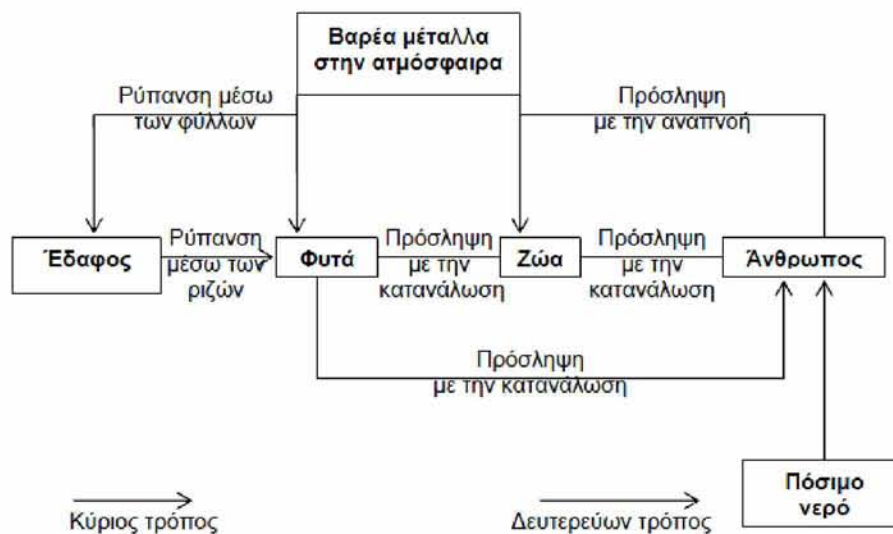 Βαρέα μέταλλα
στην ατμόσφαιρα
Ρύπανση μέσω
των φύλλων
Πρόσληψη
με την αναπνοή
Έδαφος
Ρύπανση
μέσω των
ριζών
Φυτά
Πρόσληψη
με την
κατανάλωση
Ζώα
Πρόσληψη
με την
κατανάλωση
Άνθρωπος
Πρόσληψη
με την κατανάλωση
Πόσιμο
νερό
Κύριος τρόπος
Δευτερεύων τρόπος